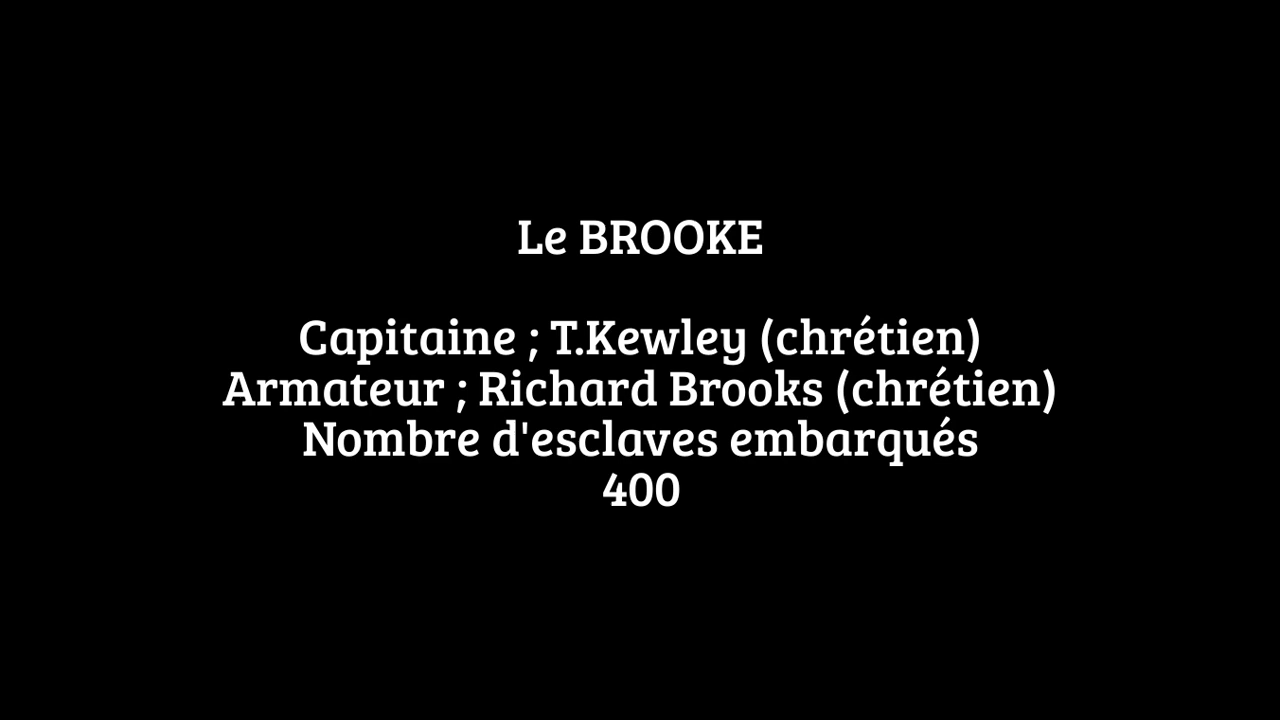 Le BROOKE
Capitaine ; T.Kewley (chrétien)
Armateur ; Richard Brooks (chrétien)
Nombre d'esclaves embarqués
400